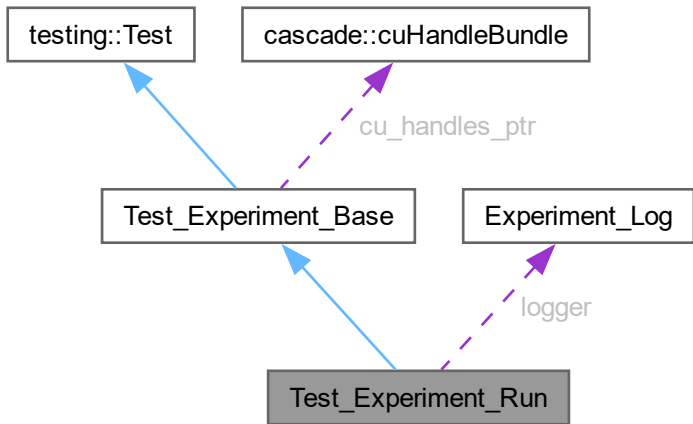 testing::Test
cascade::cuHandleBundle
cu_handles_ptr
Test_Experiment_Base
Experiment_Log
logger
Test_Experiment_Run